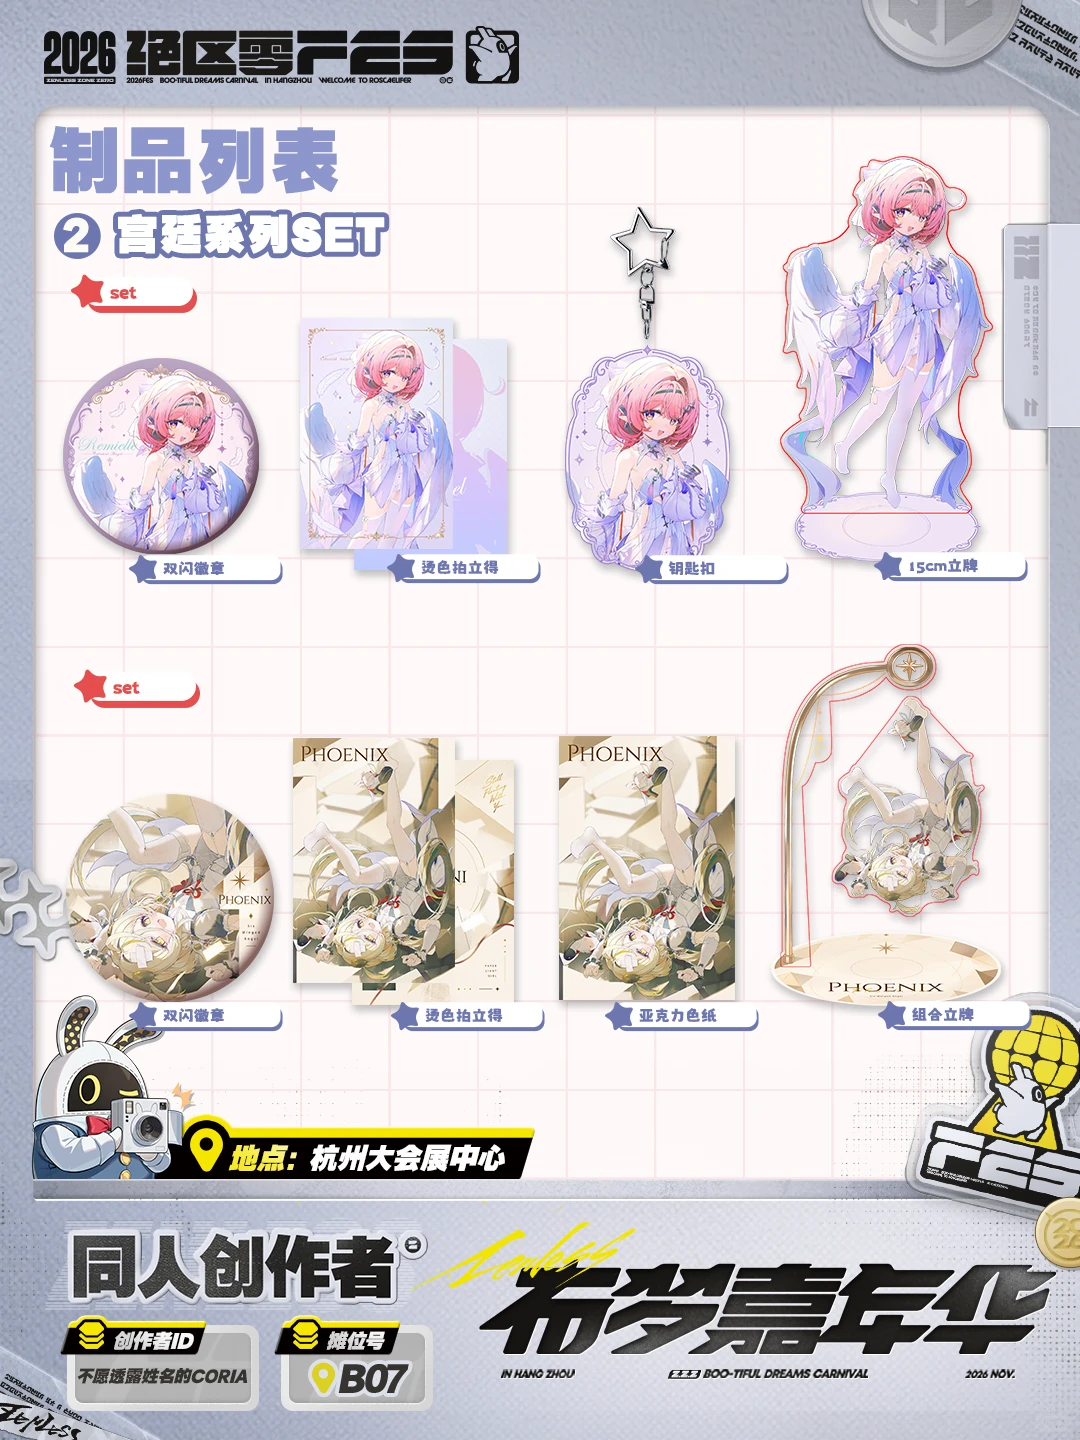 2026 绝区零FES
ZENLESS ZONE ZERO
2026FES BOO-TIFUL DREAMS CARNIVAL IN HANGZHOU WELCOME TO ROSCAELIFER
制品列表
2 宫廷系列SET
set
Remielle
双闪徽章
烫色拍立得
钥匙扣
15cm立牌
set
PHOENIX
双闪徽章
PHOENIX
Still
烫色拍立得
PHOENIX
亚克力色纸
PHOENIX
组合立牌
地点：杭州大会展中心
FES
同人创作者
创作者ID
不愿透露姓名的CORIA
摊位号
B07
Zenless
布梦嘉年华
IN HANG ZHOU
ZZZ BOO-TIFUL DREAMS CARNIVAL
2026 NOV.